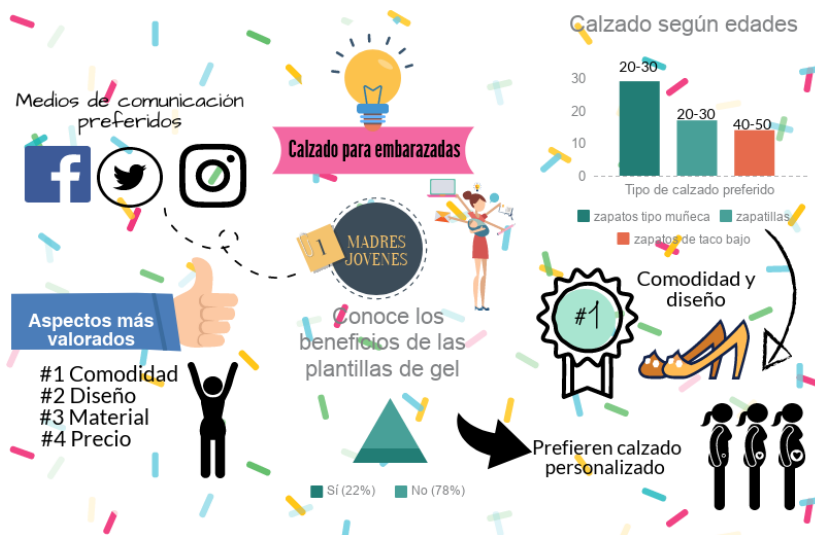 Calzado según edades
Medios de comunicación
preferidos
Calzado para embarazadas
30
20
10
0
20-30
20-30
40-50
Tipo de calzado preferido
zapatos tipo muñeca
zapatillas
zapatos de taco bajo
1
MADRES
JOVENES
Aspectos más
valorados
#1 Comodidad
#2 Diseño
#3 Material
#4 Precio
Conoce los
beneficios de las
plantillas de gel
Sí (22%)
No (78%)
#1
Comodidad y
diseño
Prefieren calzado
personalizado